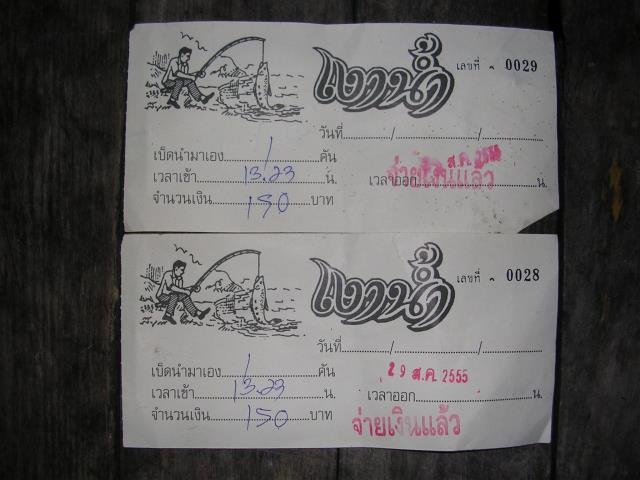 เงาน้ำ เลขที่ 0029
วันที่................/........................../......................
เบ็ดนำมาเอง 1 คัน
ส.ค. 2555
เวลาเข้า 13.23 น. เวลาออก น.
จ่ายเงินแล้ว
จำนวนเงิน 150 บาท
เงาน้ำ เลขที่ 0028
วันที่................/........................../......................
เบ็ดนำมาเอง 1 คัน 29 ส.ค. 2555
เวลาเข้า 13.23 น. เวลาออก น.
จำนวนเงิน 150 บาท จ่ายเงินแล้ว